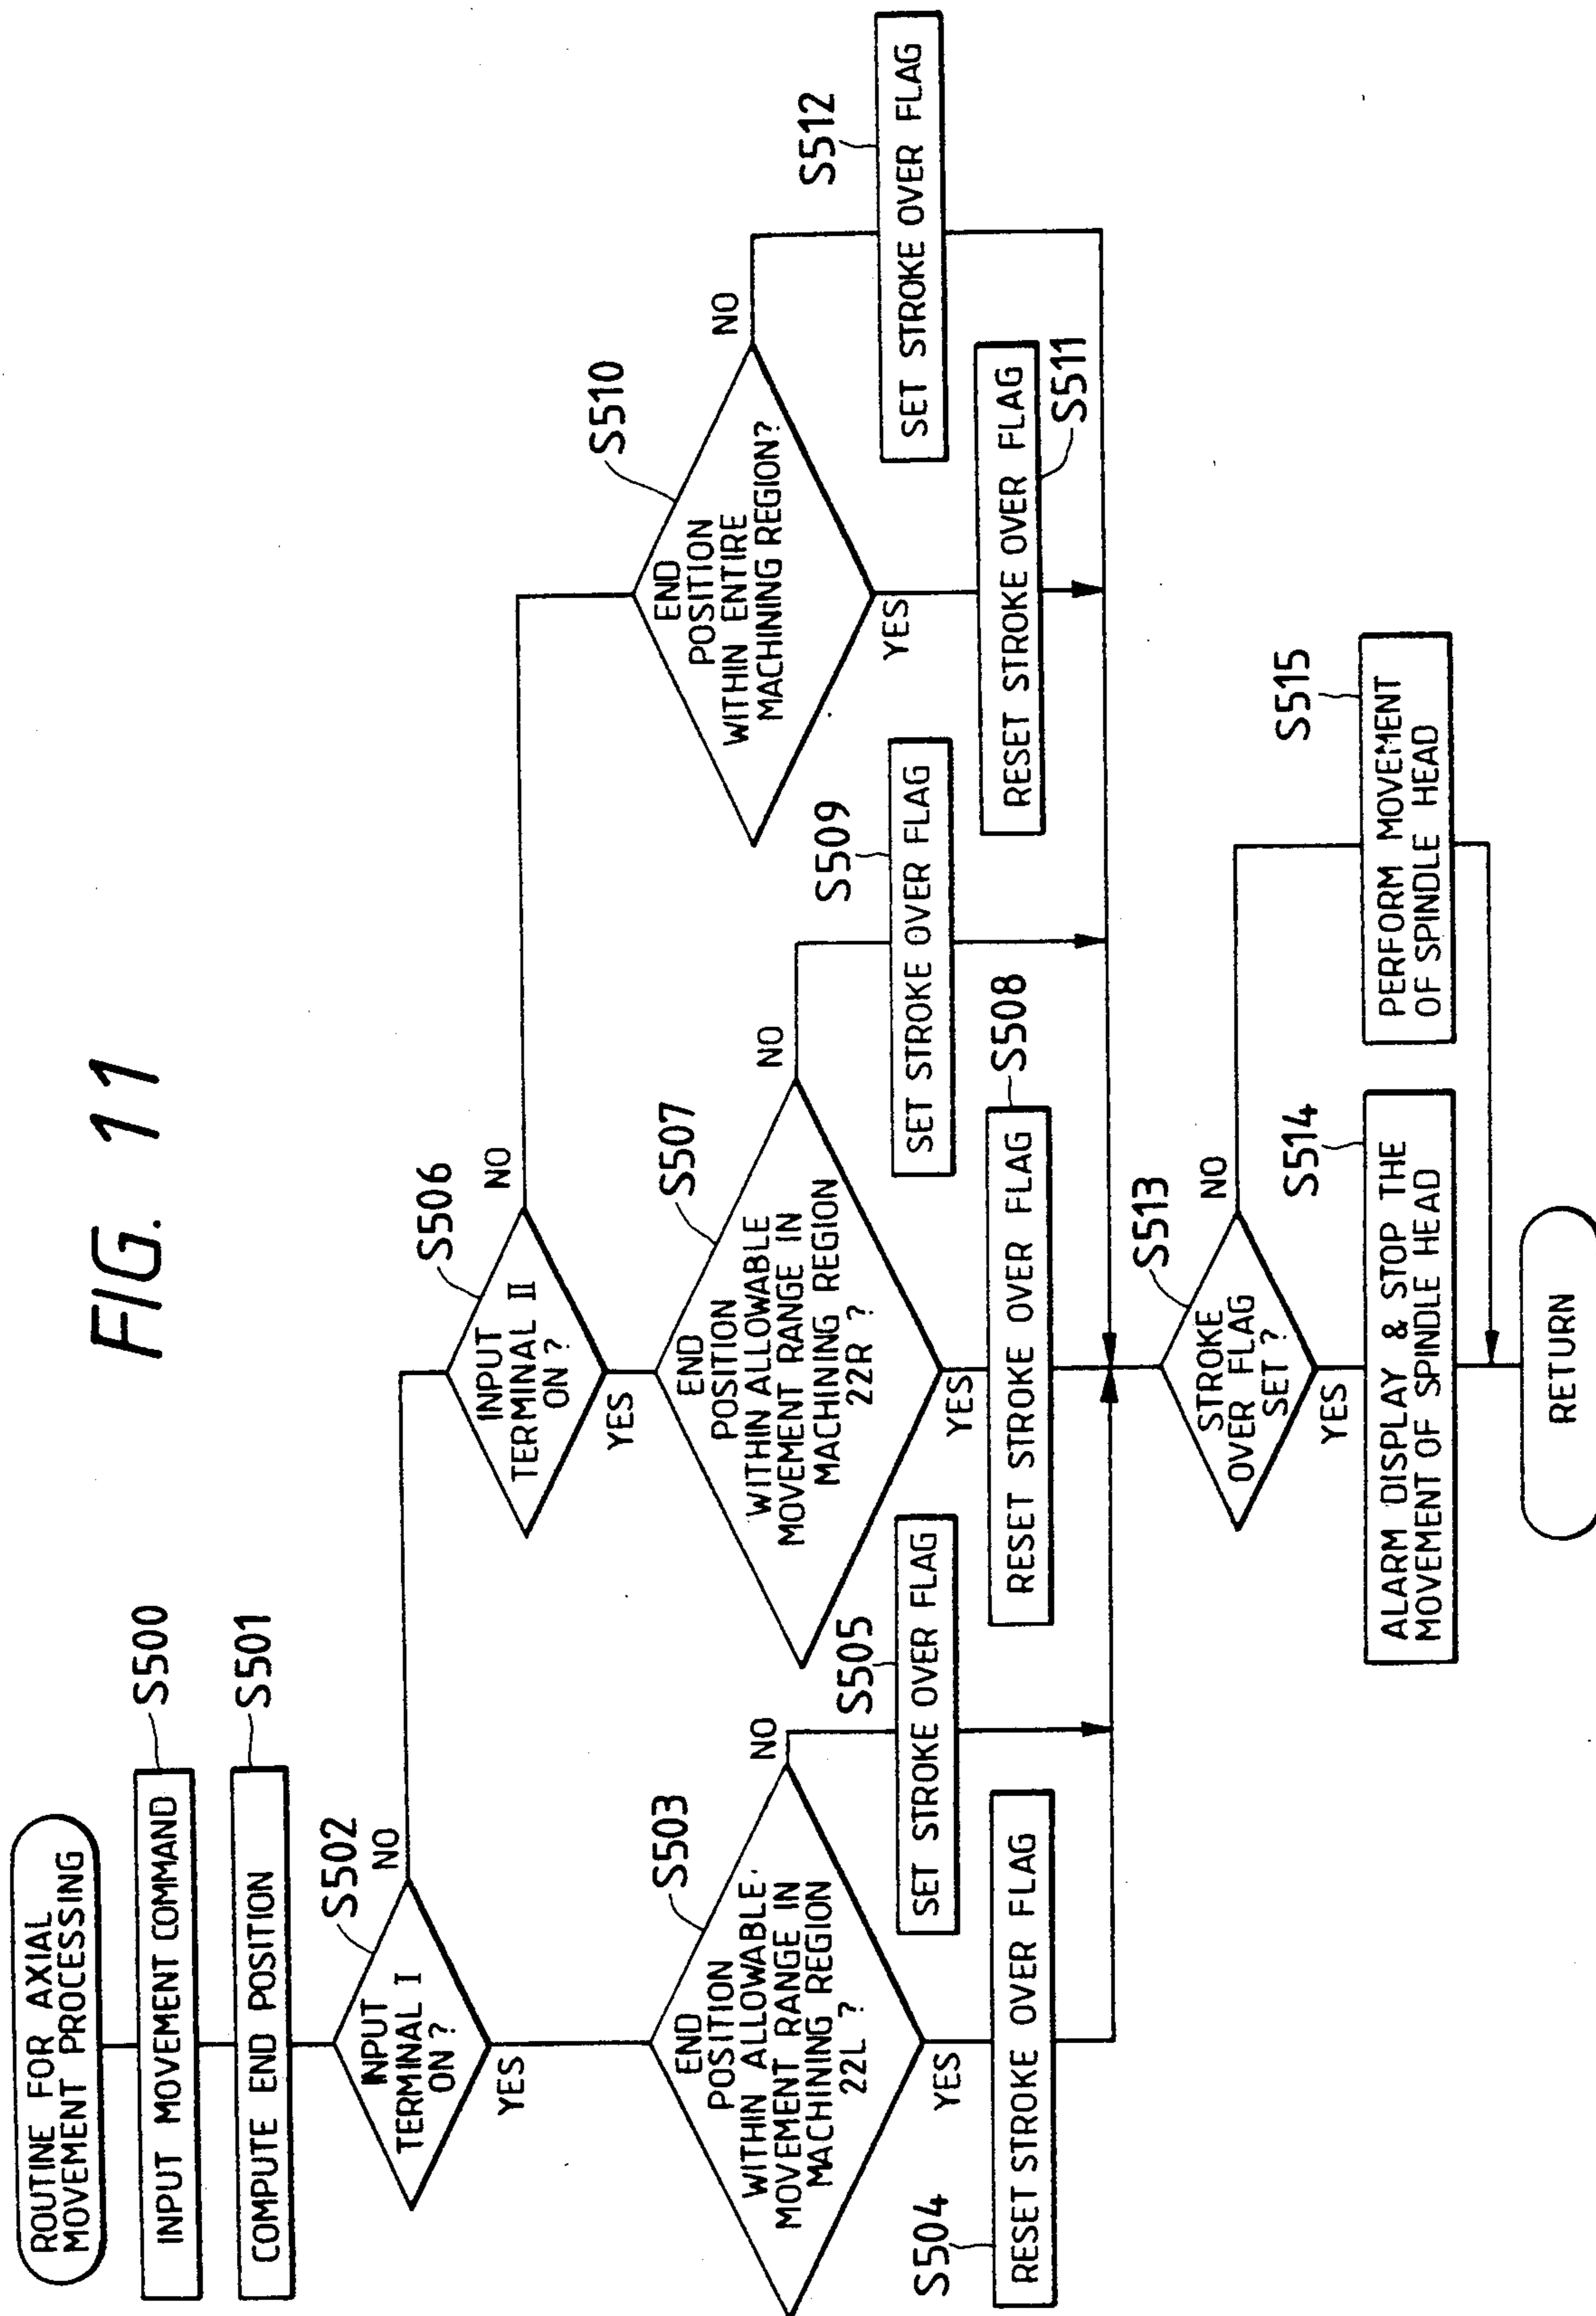 FIG. 11
ROUTINE FOR AXIAL
MOVEMENT PROCESSING
INPUT MOVEMENT COMMAND
S500
COMPUTE END POSITION
S501
INPUT
TERMINAL I
ON ?
S502
NO
YES
END
POSITION
WITHIN ALLOWABLE
MOVEMENT RANGE IN
MACHINING REGION
22L ?
S503
NO
YES
S504
RESET STROKE OVER FLAG
S505
SET STROKE OVER FLAG
INPUT
TERMINAL II
ON ?
S506
NO
YES
END
POSITION
WITHIN ALLOWABLE
MOVEMENT RANGE IN
MACHINING REGION
22R ?
S507
NO
YES
RESET STROKE OVER FLAG
S508
S509
SET STROKE OVER FLAG
END
POSITION
WITHIN ENTIRE
MACHINING REGION?
S510
NO
YES
RESET STROKE OVER FLAG
S511
S512
SET STROKE OVER FLAG
STROKE
OVER FLAG
SET ?
S513
NO
YES
S514
ALARM DISPLAY & STOP THE
MOVEMENT OF SPINDLE HEAD
S515
PERFORM MOVEMENT
OF SPINDLE HEAD
RETURN